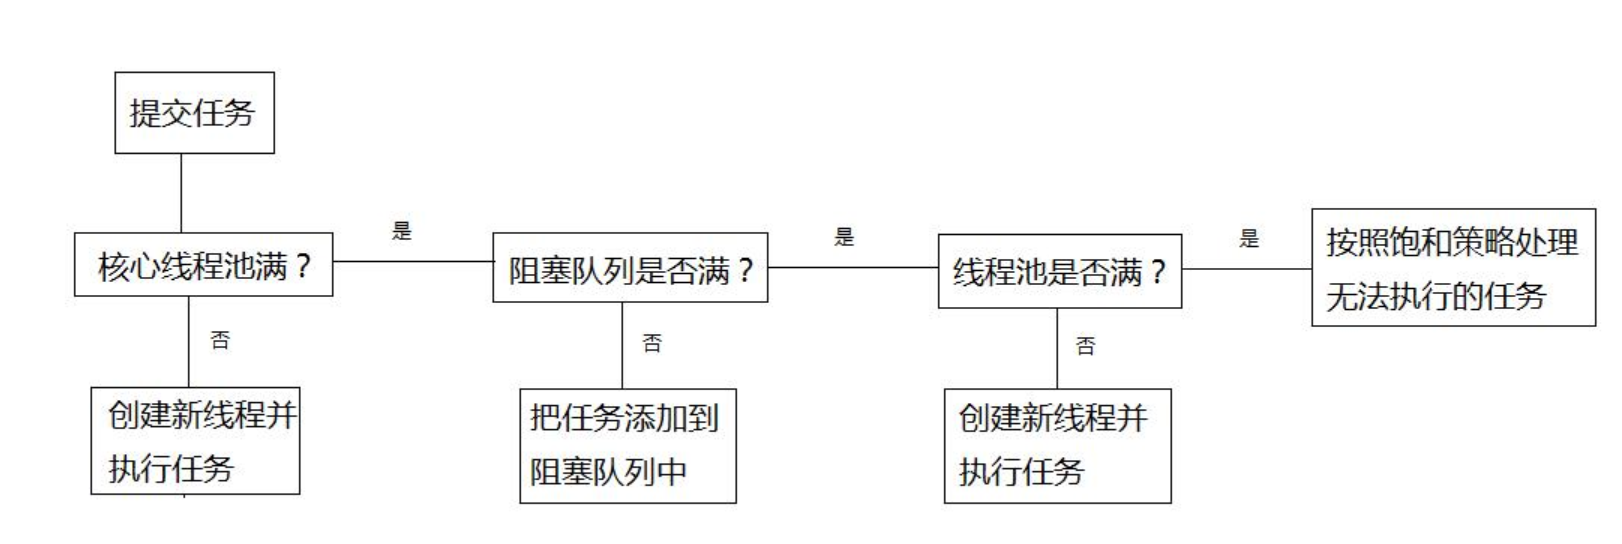 提交任务
核心线程池满？
是
阻塞队列是否满？
是
线程池是否满？
是
按照饱和策略处理
无法执行的任务
否
否
否
创建新线程并
执行任务
把任务添加到
阻塞队列中
创建新线程并
执行任务